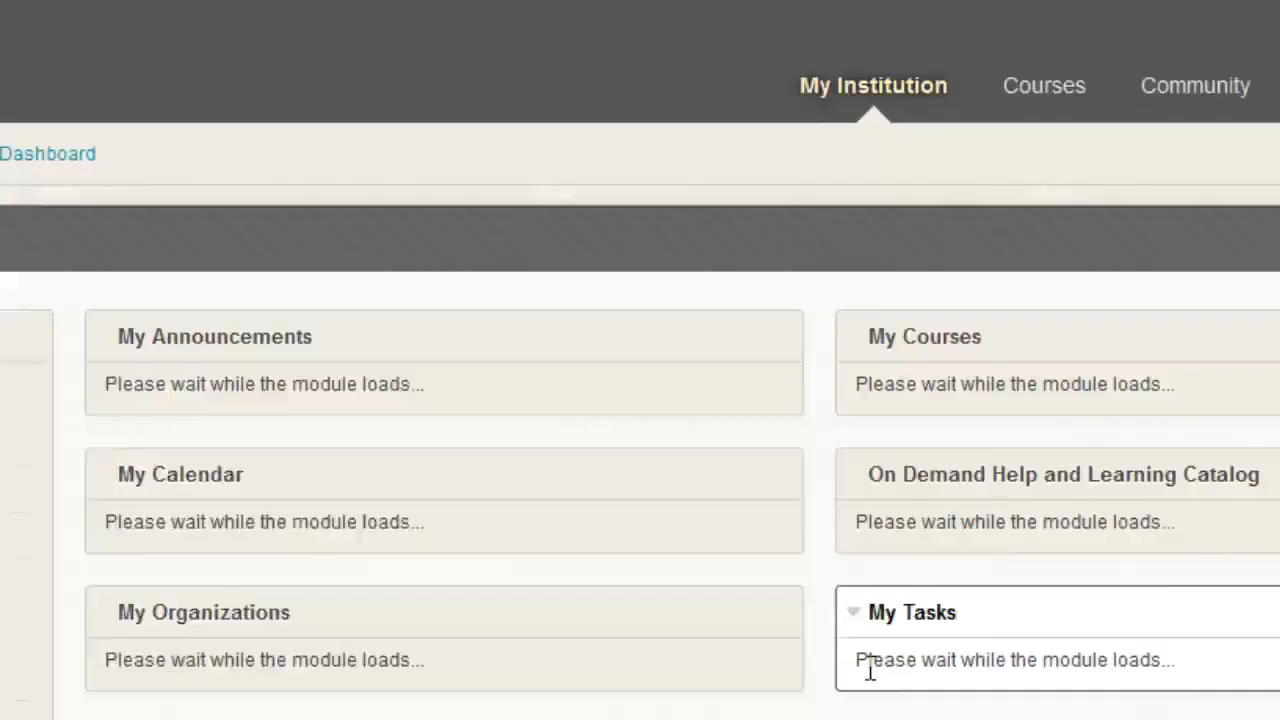 My Institution Courses Community
Dashboard
My Announcements
Please wait while the module loads...
My Courses
Please wait while the module loads...
My Calendar
Please wait while the module loads...
On Demand Help and Learning Catalog
Please wait while the module loads...
My Organizations
Please wait while the module loads...
My Tasks
Please wait while the module loads...